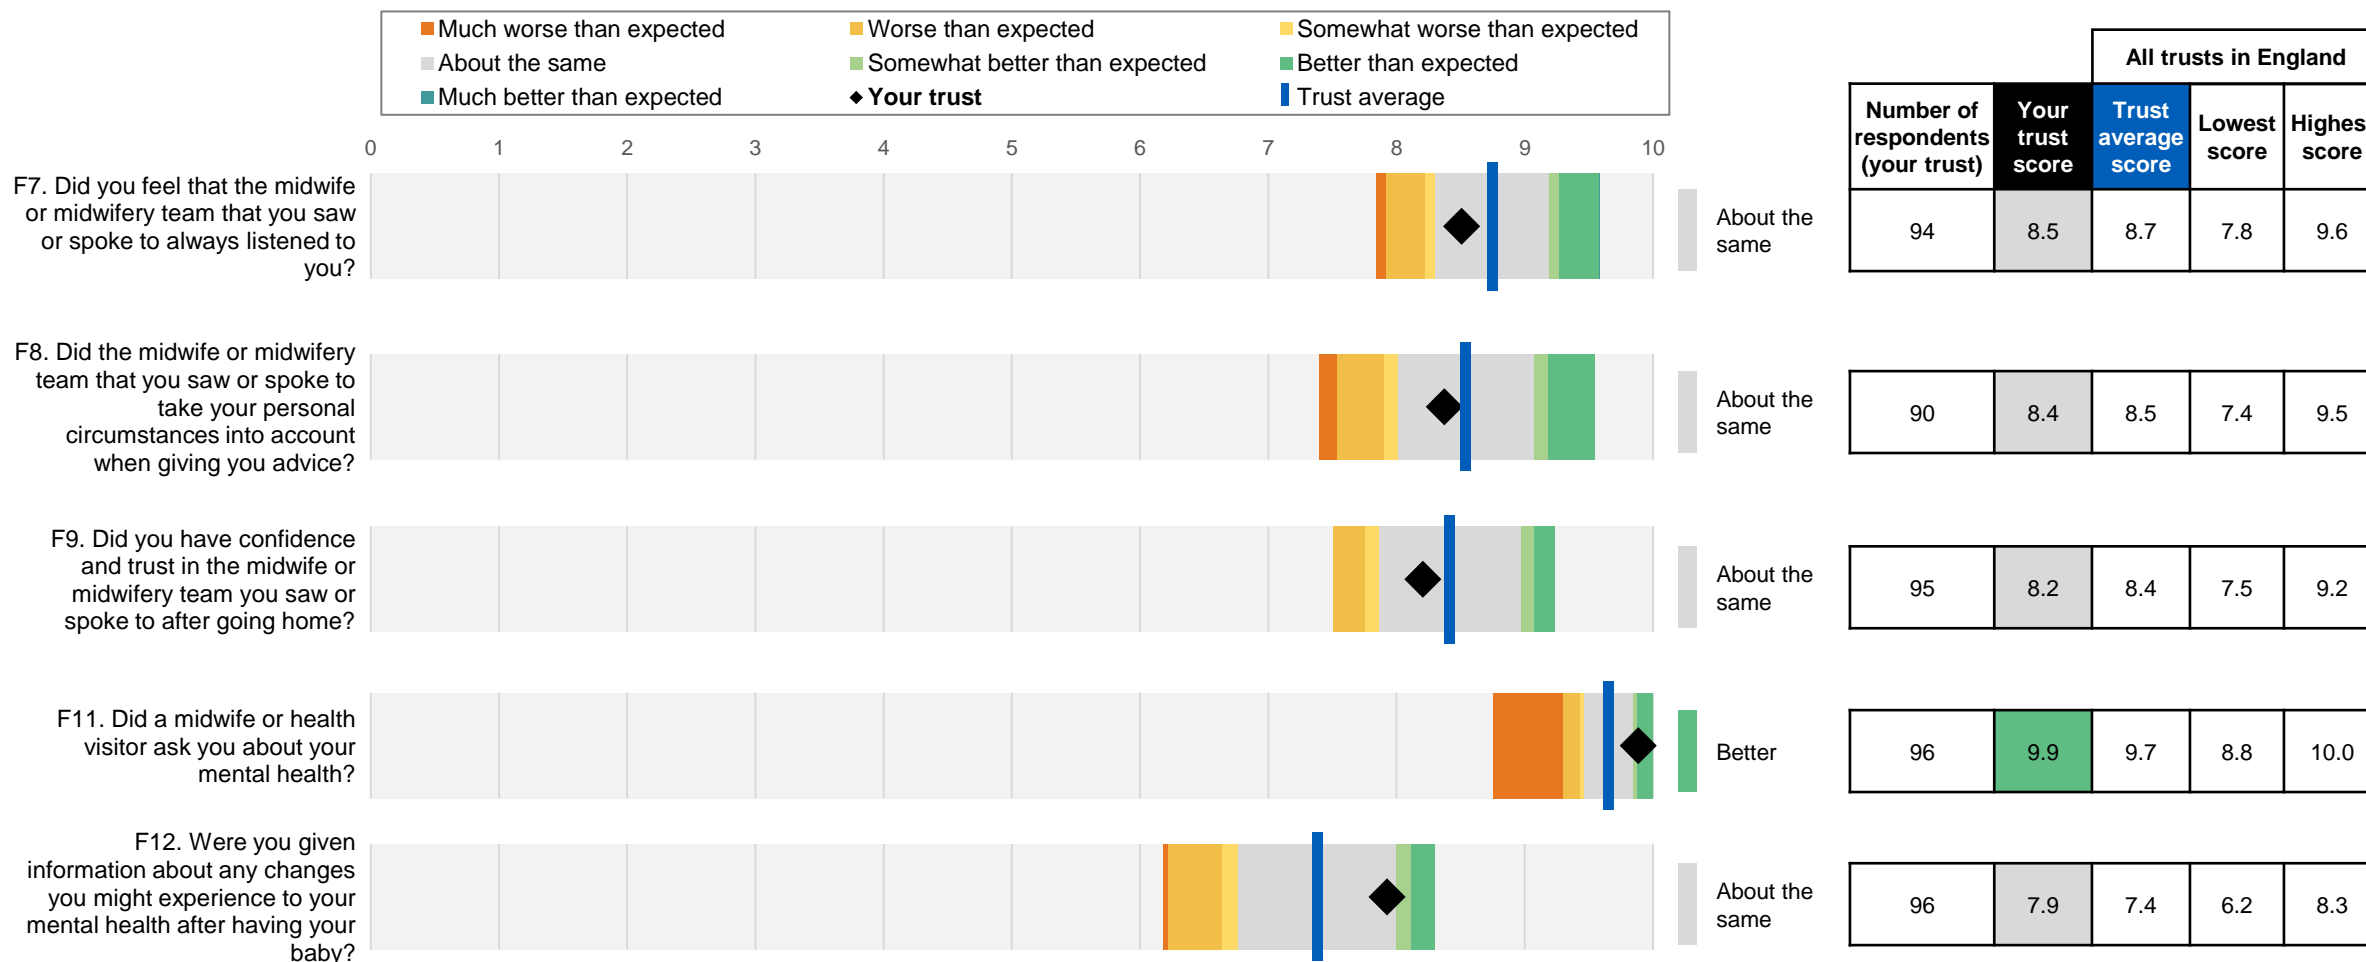 Much worse than expected
Worse than expected
Somewhat worse than expected
About the same
Somewhat better than expected
Better than expected
Much better than expected
Your trust
Trust average
All trusts in England
Number of
respondents
(your trust)
Your
trust
score
Trust
average
score
Lowest
score
Highes
score
0 1 2 3 4 5 6 7 8 9 10
F7. Did you feel that the midwife
or midwifery team that you saw
or spoke to always listened to
you?
About the
same
94 8.5 8.7 7.8 9.6
F8. Did the midwife or midwifery
team that you saw or spoke to
take your personal
circumstances into account
when giving you advice?
About the
same
90 8.4 8.5 7.4 9.5
F9. Did you have confidence
and trust in the midwife or
midwifery team you saw or
spoke to after going home?
About the
same
95 8.2 8.4 7.5 9.2
F11. Did a midwife or health
visitor ask you about your
mental health?
Better
96 9.9 9.7 8.8 10.0
F12. Were you given
information about any changes
you might experience to your
mental health after having your
baby?
About the
same
96 7.9 7.4 6.2 8.3